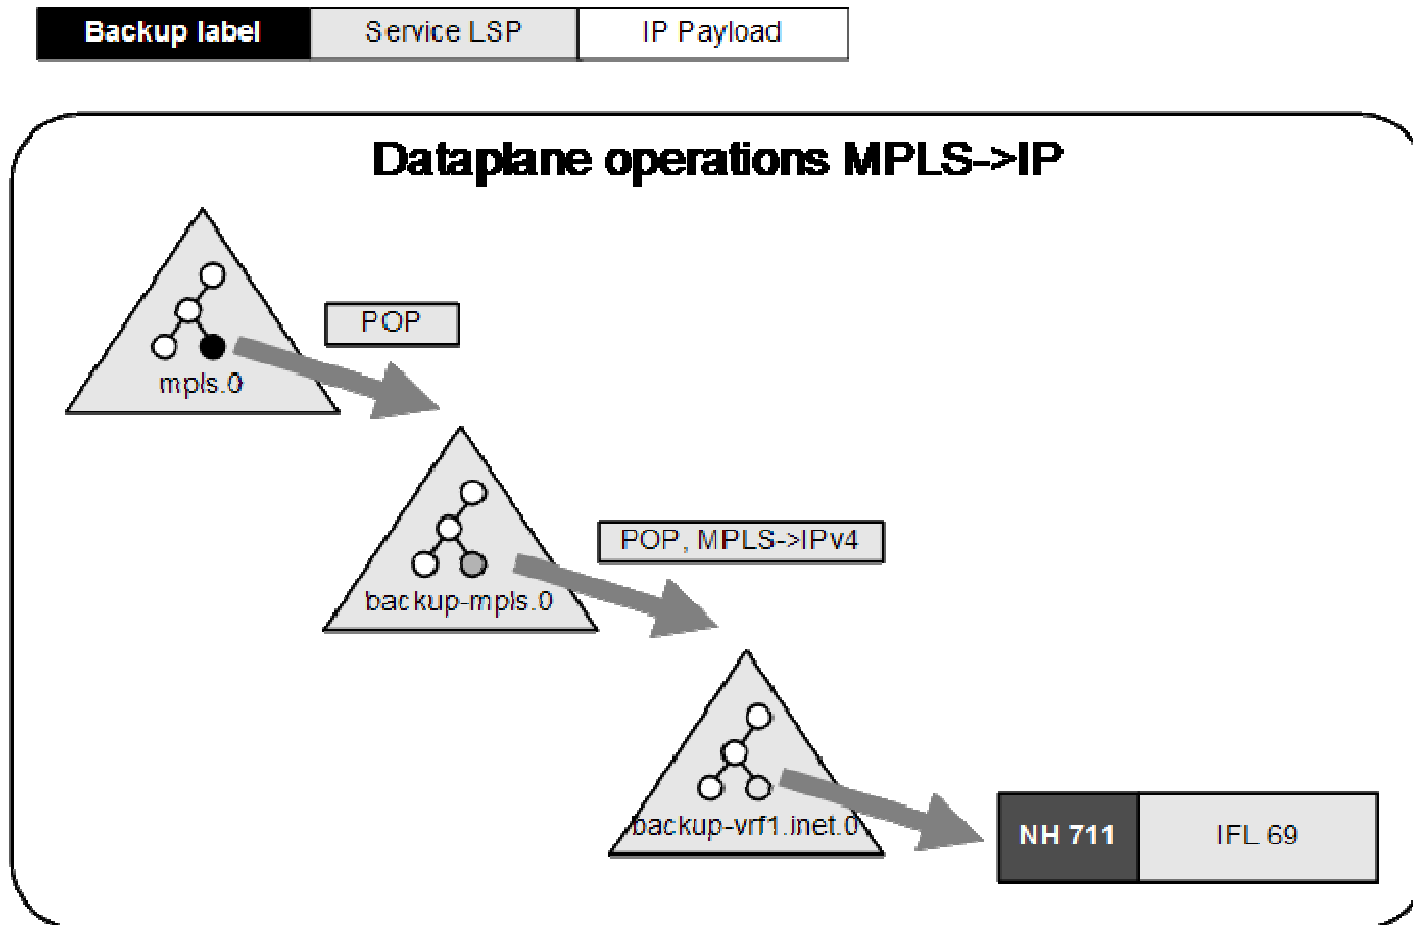 Backup label Service LSP IP Payload
Dataplane operations MPLS->IP
POP
mpls.0
POP, MPLS->IPv4
backup-mpls.0
backup-vrf1.inet.0
NH 711 IFL 69